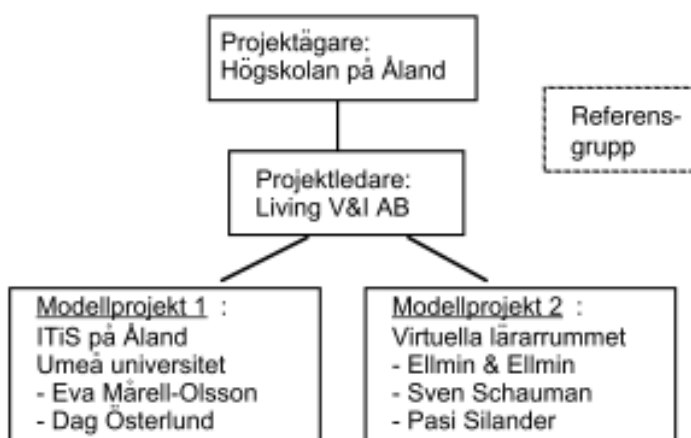 Projektägare:
Högskolan på Åland
Referens-
grupp
Projektledare:
Living V&I AB
Modellprojekt 1 :
ITiS på Åland
Umeå universitet
- Eva Mårell-Olsson
- Dag Österlund
Modellprojekt 2 :
Virtuella lärarrummet
- Ellmin & Ellmin
- Sven Schauman
- Pasi Silander